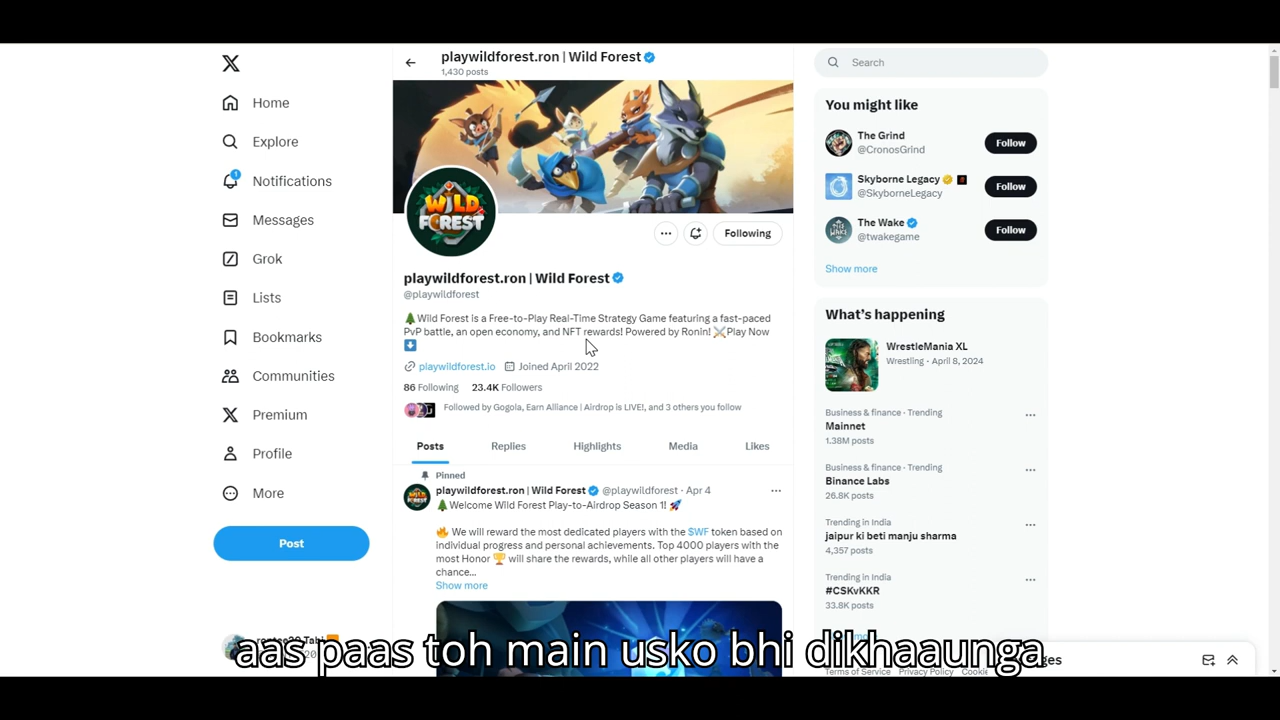 playwildforest.ron | Wild Forest
1,430 posts
Home
Explore
1
Notifications
Messages
Grok
Lists
Bookmarks
Communities
Premium
Profile
More
Post
WILD
FOREST
Following
playwildforest.ron | Wild Forest
@playwildforest
🌲Wild Forest is a Free-to-Play Real-Time Strategy Game featuring a fast-paced
PvP battle, an open economy, and NFT rewards! Powered by Ronin! ⚔️Play Now
⬇️
playwildforest.io Joined April 2022
86 Following 23.4K Followers
Followed by Gogola, Earn Alliance | Airdrop is LIVE!, and 3 others you follow
Posts Replies Highlights Media Likes
Pinned
playwildforest.ron | Wild Forest @playwildforest · Apr 4
🌲Welcome Wild Forest Play-to-Airdrop Season 1! 🚀
🔥 We will reward the most dedicated players with the $WF token based on
individual progress and personal achievements. Top 4000 players with the
most Honor 🏆 will share the rewards, while all other players will have a
chance...
Show more
Search
You might like
The Grind
@CronosGrind
Follow
Skyborne Legacy
@SkyborneLegacy
Follow
The Wake
@twakegame
Follow
Show more
What's happening
WrestleMania XL
Wrestling · April 8, 2024
Business & finance · Trending
Mainnet
1.38M posts
Business & finance · Trending
Binance Labs
26.8K posts
Trending in India
jaipur ki beti manju sharma
4,357 posts
Trending in India
#CSKvKKR
33.8K posts
Terms of Service Privacy Policy
aas paas toh main usko bhi dikhaaunga